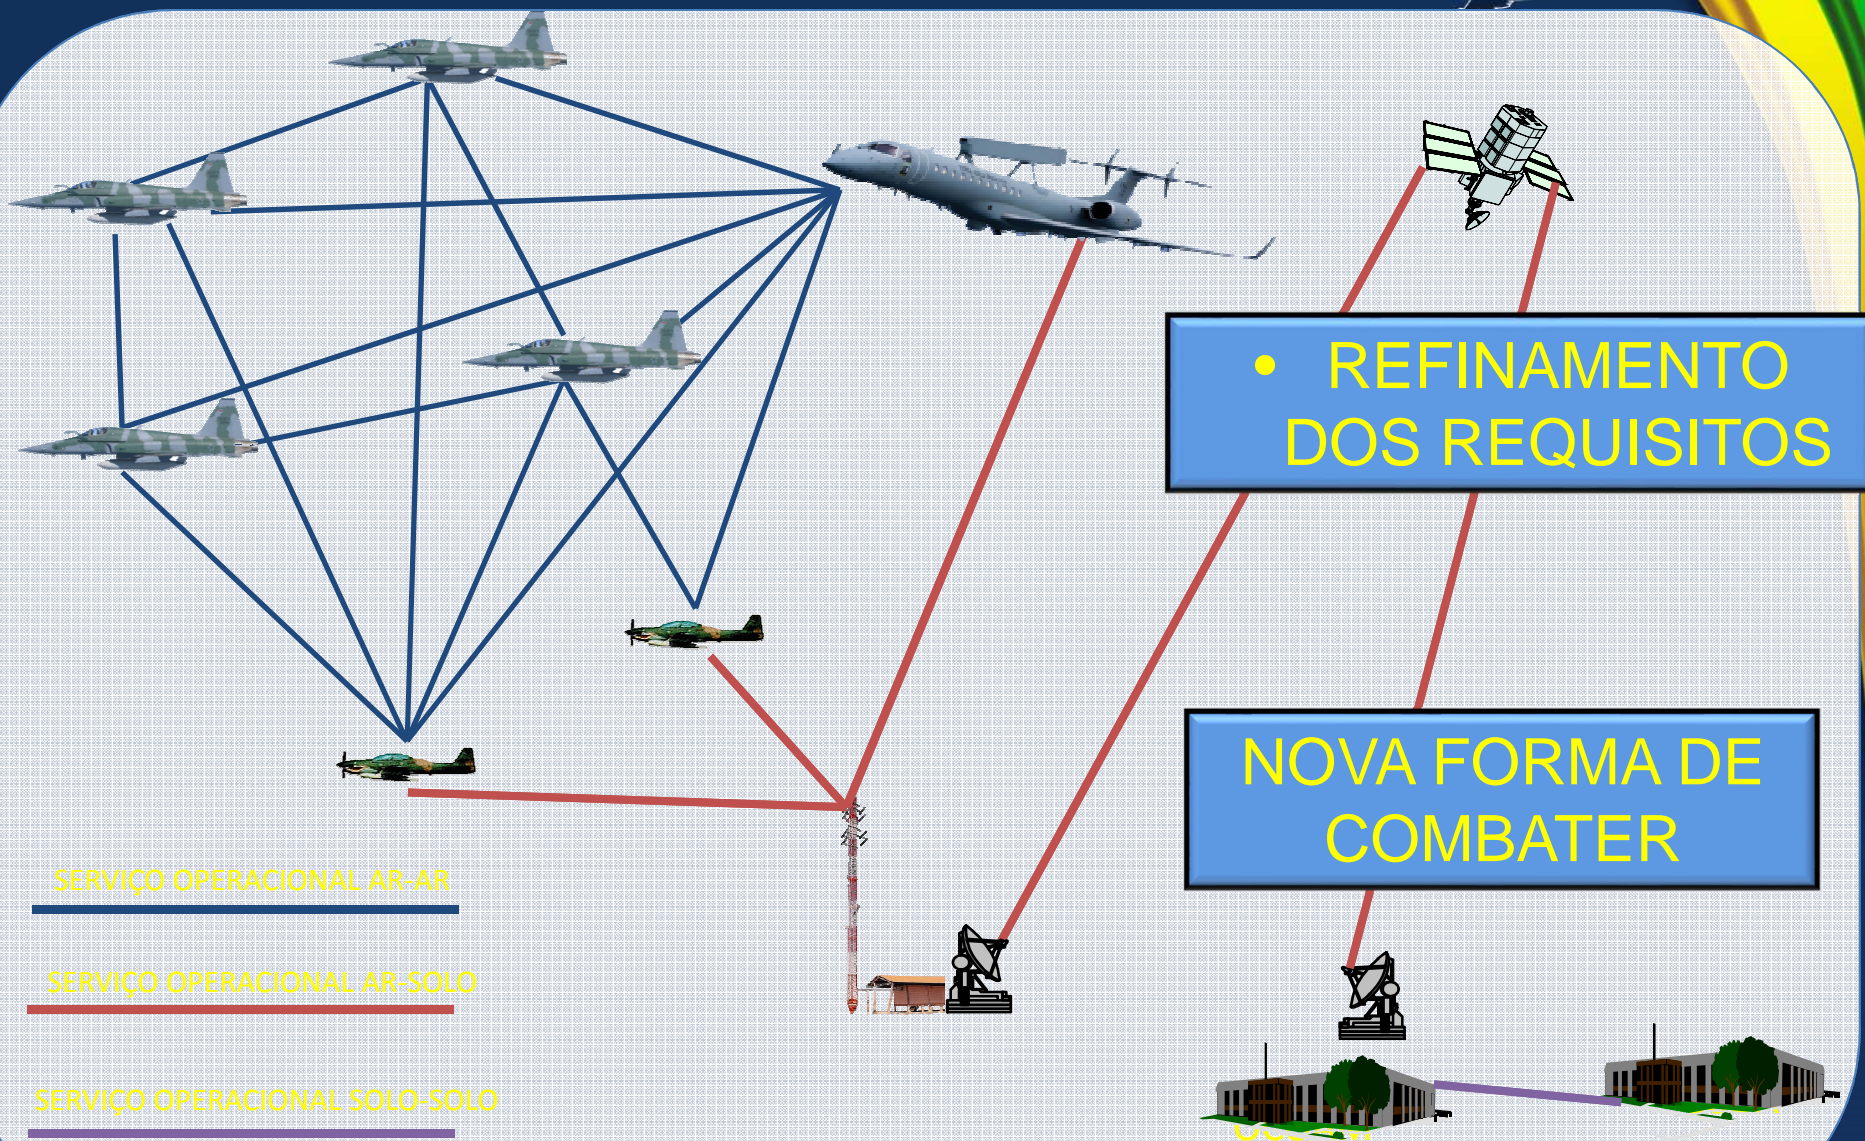 • REFINAMENTO
DOS REQUISITOS
NOVA FORMA DE
COMBATER
SERVIÇO OPERACIONAL AR-AR
SERVIÇO OPERACIONAL AR-SOLO
SERVIÇO OPERACIONAL SOLO-SOLO